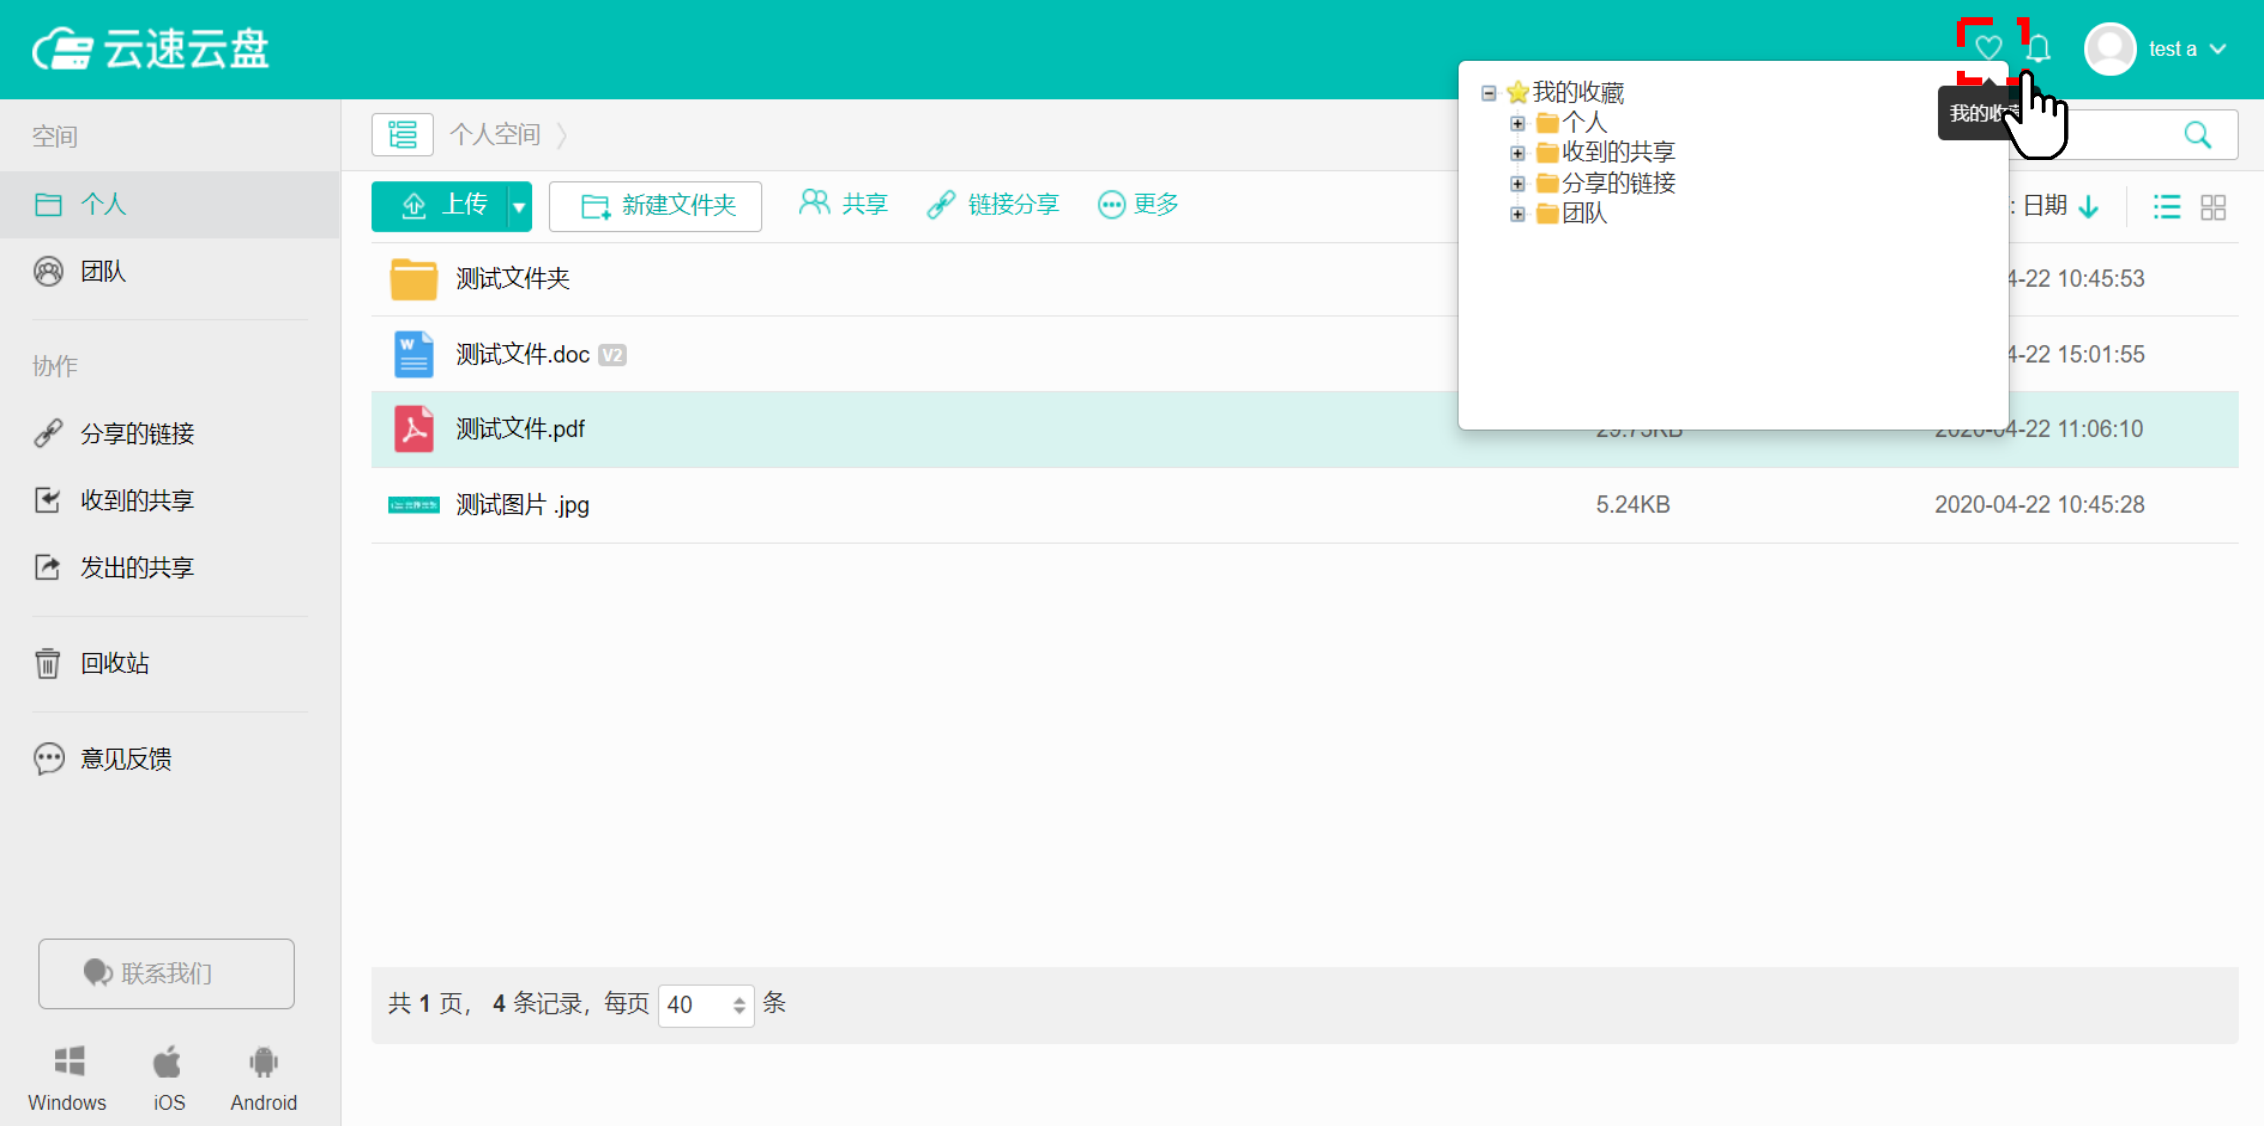 云速云盘
test a
我的收藏
个人
收到的共享
分享的链接
团队
我的收
空间
个人
团队
协作
分享的链接
收到的共享
发出的共享
回收站
意见反馈
联系我们
Windows
iOS
Android
个人空间
上传
新建文件夹
共享
链接分享
更多
: 日期
测试文件夹
4-22 10:45:53
测试文件.doc V2
4-22 15:01:55
测试文件.pdf 29.75KB 2020-04-22 11:06:10
测试图片 .jpg 5.24KB 2020-04-22 10:45:28
共 1 页， 4 条记录，每页 40 条